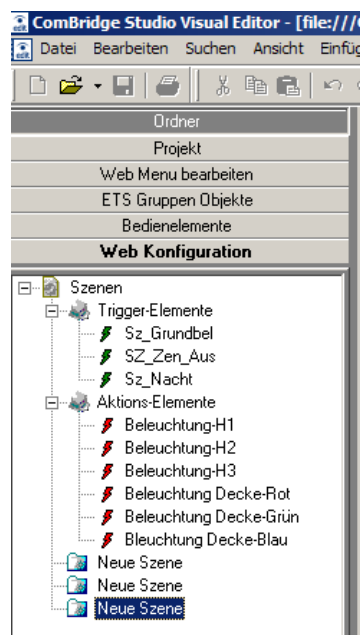 ComBridge Studio Visual Editor - [file:///
Datei Bearbeiten Suchen Ansicht Einfüg
Ordner
Projekt
Web Menu bearbeiten
ETS Gruppen Objekte
Bedienelemente
Web Konfiguration
Szenen
Trigger-Elemente
Sz_Grundbel
SZ_Zen_Aus
Sz_Nacht
Aktions-Elemente
Beleuchtung-H1
Beleuchtung-H2
Beleuchtung-H3
Beleuchtung Decke-Rot
Beleuchtung Decke-Grün
Bleuchtung Decke-Blau
Neue Szene
Neue Szene
Neue Szene